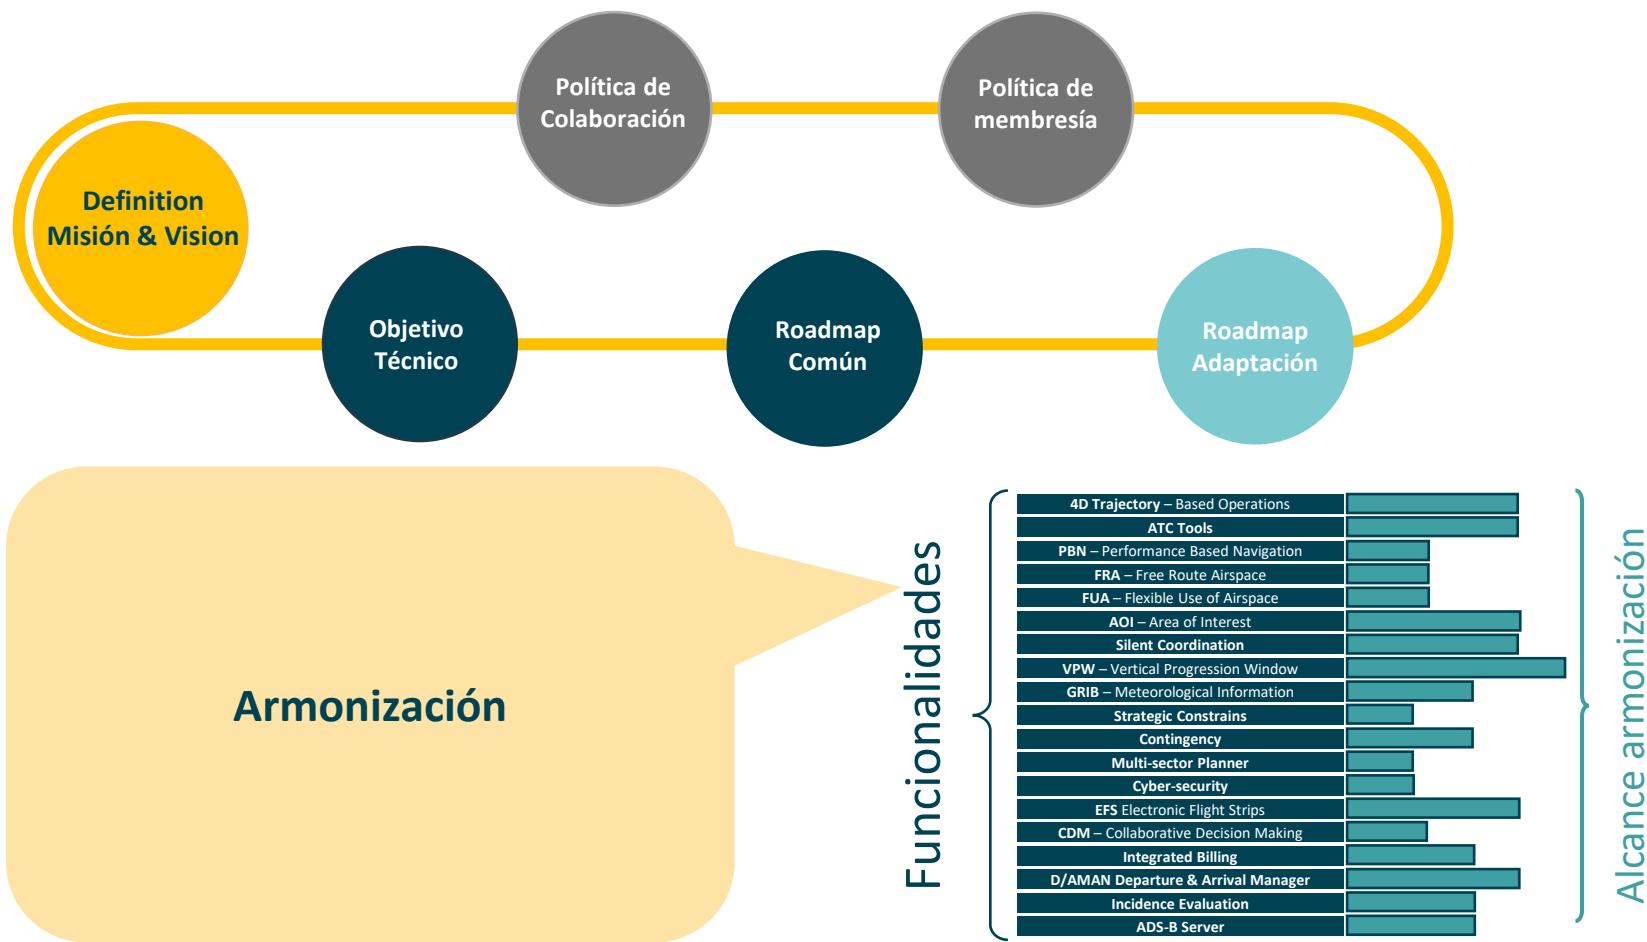 Política de
Colaboración
Política de
membresía
Definition
Misión & Vision
Objetivo
Técnico
Roadmap
Común
Roadmap
Adaptación
Armonización
Funcionalidades
4D Trajectory – Based Operations
ATC Tools
PBN – Performance Based Navigation
FRA – Free Route Airspace
FUA – Flexible Use of Airspace
AOI – Area of Interest
Silent Coordination
VPW – Vertical Progression Window
GRIB – Meteorological Information
Strategic Constrains
Contingency
Multi-sector Planner
Cyber-security
EFS Electronic Flight Strips
CDM – Collaborative Decision Making
Integrated Billing
D/AMAN Departure & Arrival Manager
Incidence Evaluation
ADS-B Server
Alcance armonización